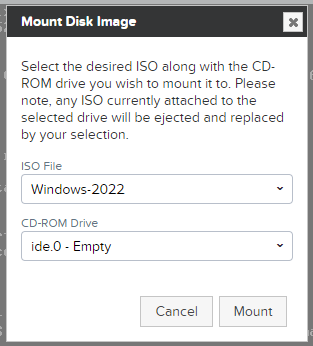 Mount Disk Image
Select the desired ISO along with the CD-
ROM drive you wish to mount it to. Please
note, any ISO currently attached to the
selected drive will be ejected and replaced
by your selection.
ISO File
Windows-2022
CD-ROM Drive
ide.0 - Empty
Cancel Mount